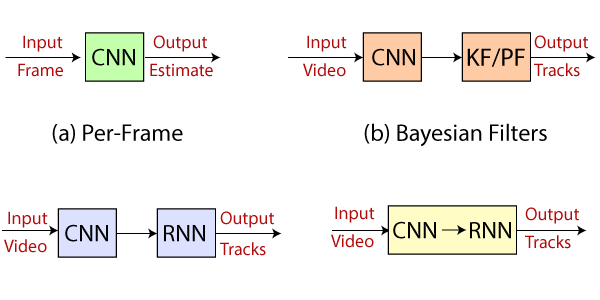 Input
Frame
CNN
Output
Estimate
Input
Video
CNN
KF/PF
Output
Tracks
(a) Per-Frame
(b) Bayesian Filters
Input
Video
CNN
RNN
Output
Tracks
Input
Video
CNN
RNN
Output
Tracks